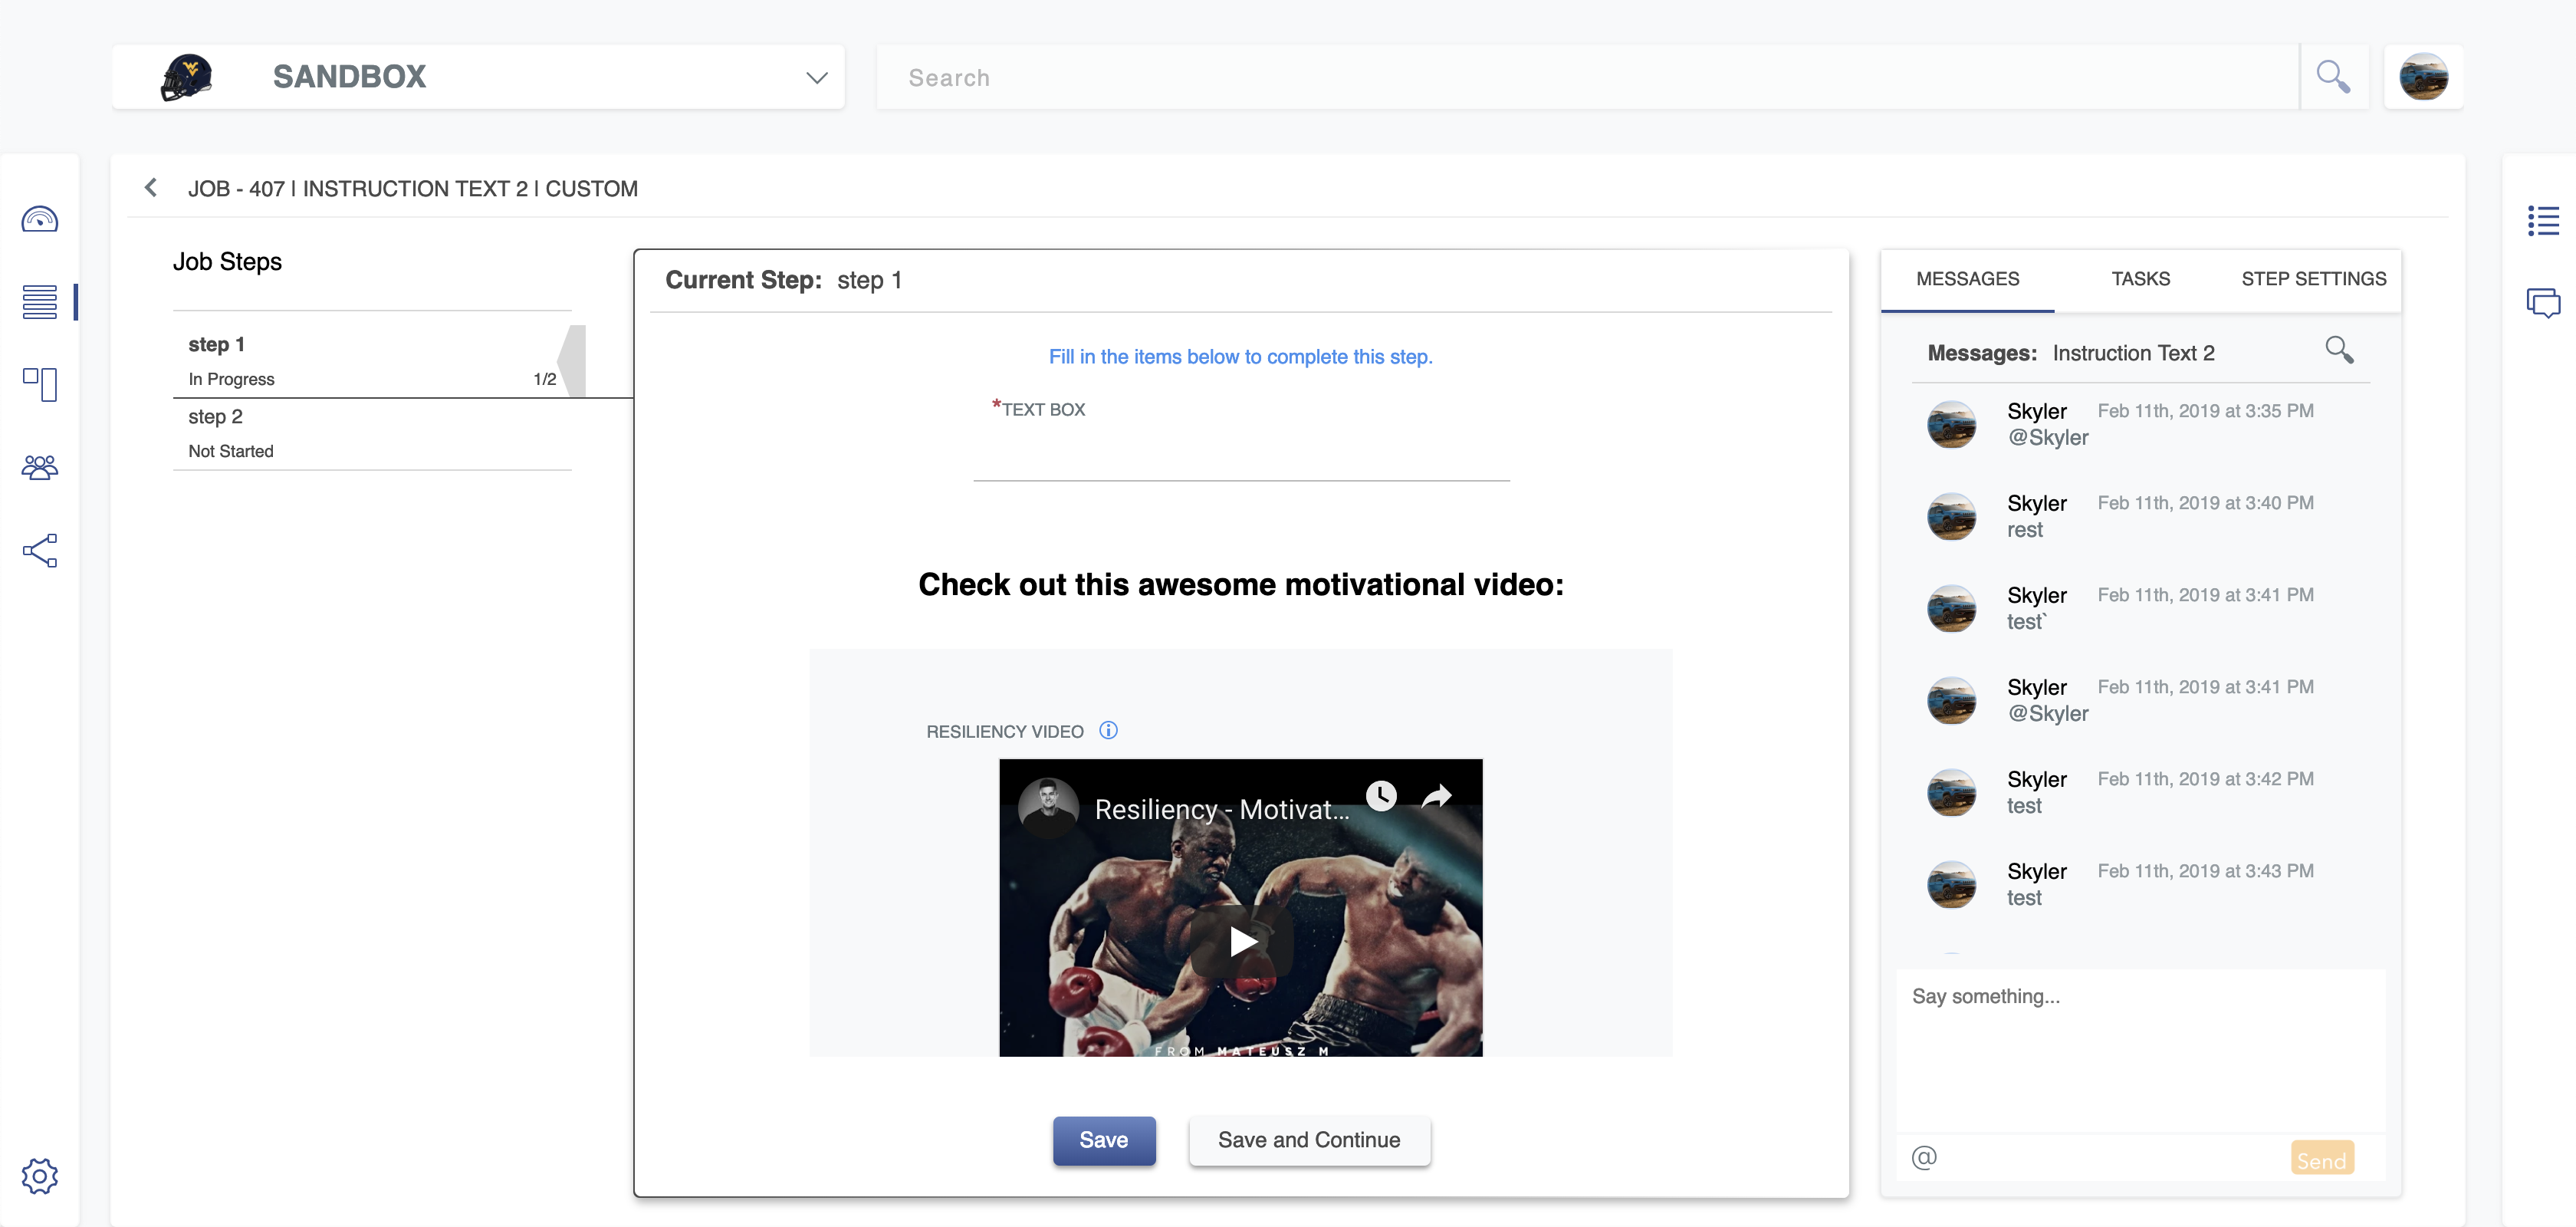 SANDBOX
Search
JOB - 407 | INSTRUCTION TEXT 2 | CUSTOM
Job Steps
step 1
In Progress 1/2
step 2
Not Started
Current Step: step 1
Fill in the items below to complete this step.
*TEXT BOX
Check out this awesome motivational video:
RESILIENCY VIDEO
Resiliency - Motivat...
FROM MATEUSZ M
Save Save and Continue
MESSAGES TASKS STEP SETTINGS
Messages: Instruction Text 2
Skyler Feb 11th, 2019 at 3:35 PM
@Skyler
Skyler Feb 11th, 2019 at 3:40 PM
rest
Skyler Feb 11th, 2019 at 3:41 PM
test`
Skyler Feb 11th, 2019 at 3:41 PM
@Skyler
Skyler Feb 11th, 2019 at 3:42 PM
test
Skyler Feb 11th, 2019 at 3:43 PM
test
Say something...
@ Send